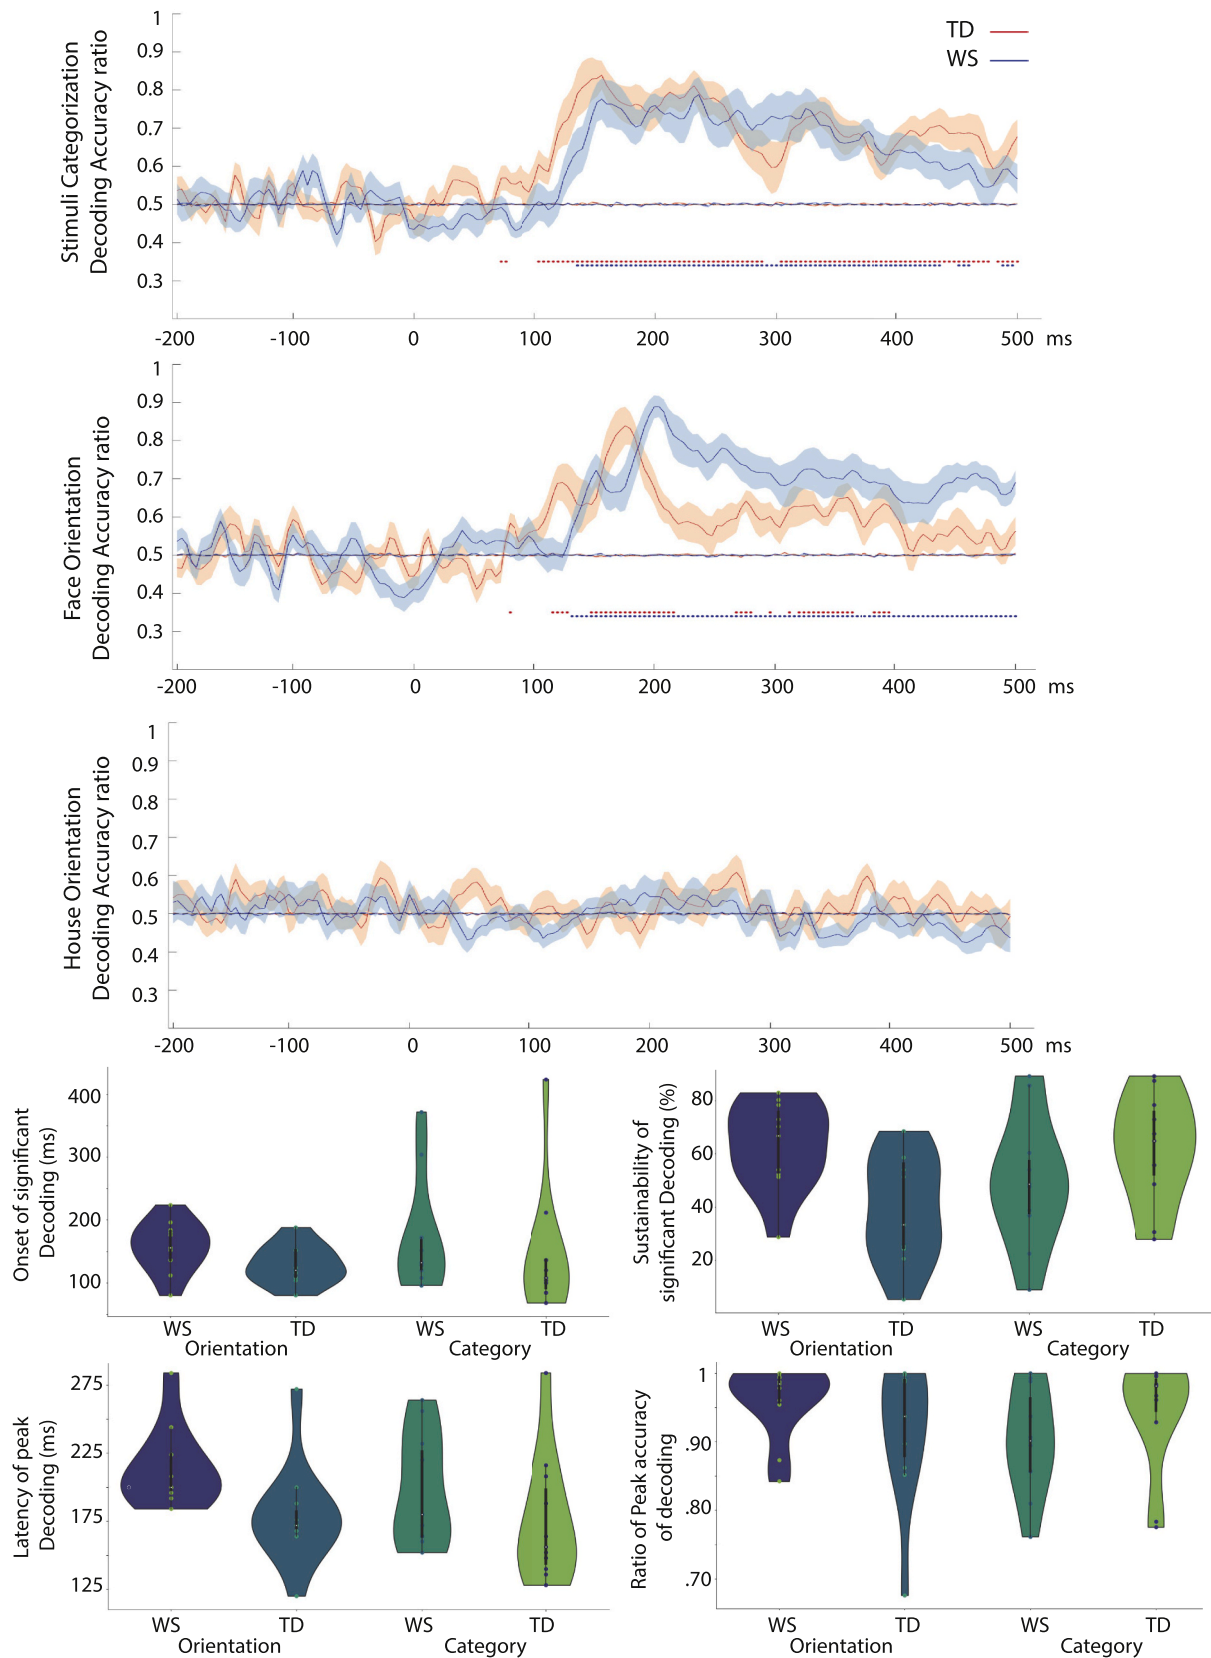 TD
WS
Stimuli Categorization
Decoding Accuracy ratio
1
0.9
0.8
0.7
0.6
0.5
0.4
0.3
-200 -100 0 100 200 300 400 500 ms
Face Orientation
Decoding Accuracy ratio
1
0.9
0.8
0.7
0.6
0.5
0.4
0.3
-200 -100 0 100 200 300 400 500 ms
House Orientation
Decoding Accuracy ratio
1
0.9
0.8
0.7
0.6
0.5
0.4
0.3
-200 -100 0 100 200 300 400 500 ms
Onset of significant
Decoding (ms)
400
300
200
100
WS TD WS TD
Orientation Category
Sustainability of
significant Decoding (%)
80
60
40
20
WS TD WS TD
Orientation Category
Latency of peak
Decoding (ms)
275
225
175
125
WS TD WS TD
Orientation Category
Ratio of Peak accuracy
of decoding
1
.90
.80
.70
WS TD WS TD
Orientation Category